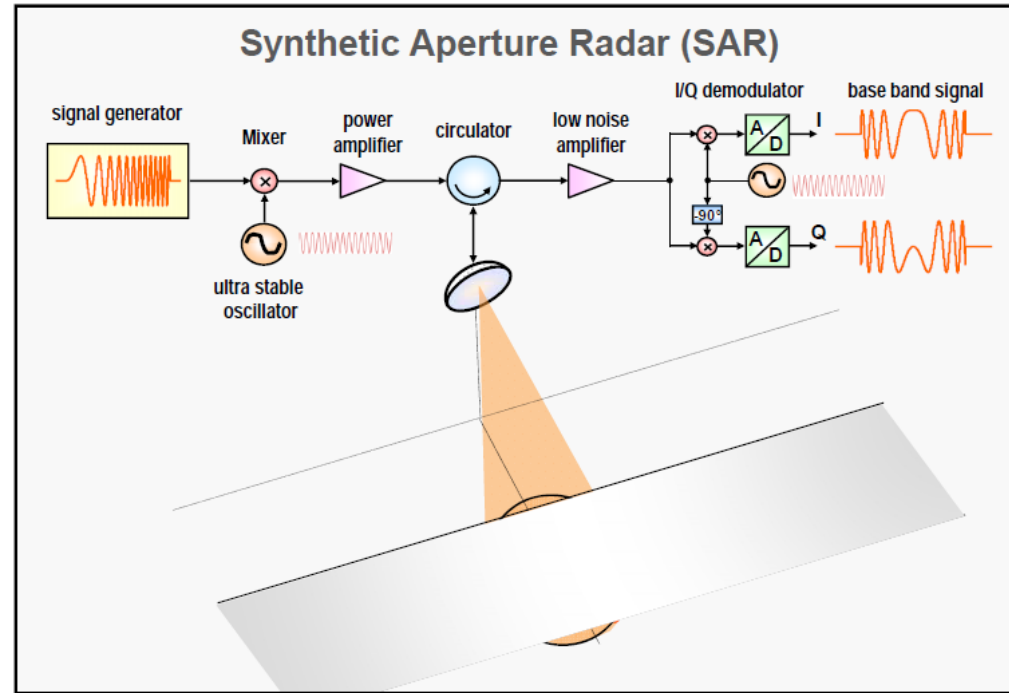 Synthetic Aperture Radar (SAR)
signal generator
Mixer
power
amplifier
circulator
low noise
amplifier
I/Q demodulator
base band signal
A/D
I
-90°
A/D
Q
ultra stable
oscillator